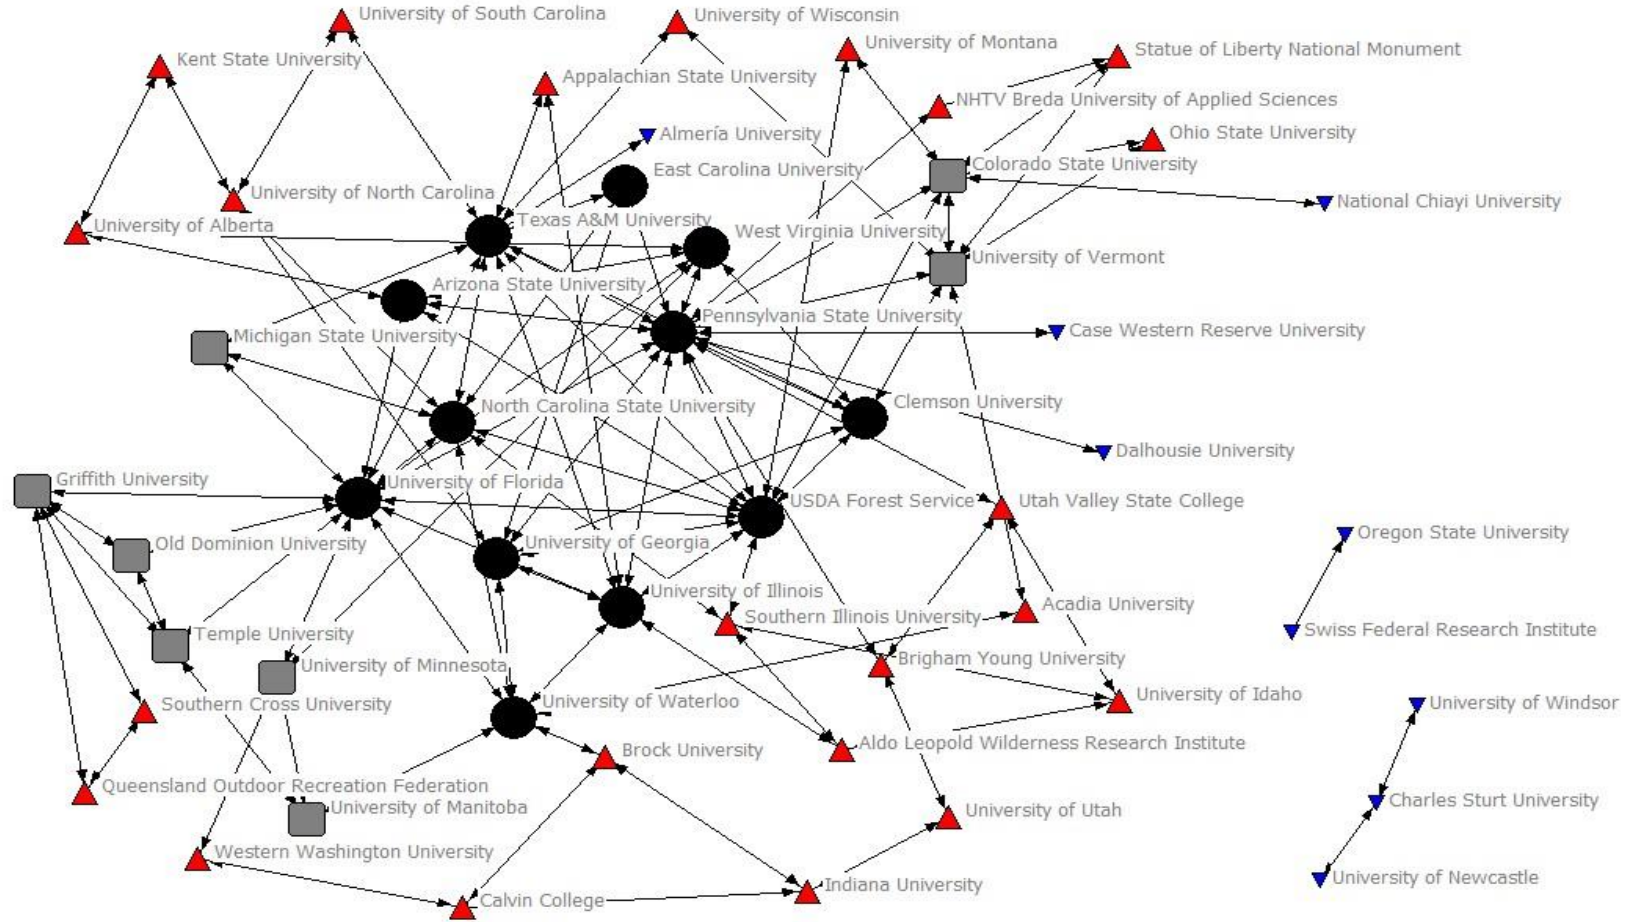 University of South Carolina
University of Wisconsin
University of Montana
Statue of Liberty National Monument
Kent State University
Appalachian State University
NHTV Breda University of Applied Sciences
Almería University
Ohio State University
East Carolina University
Colorado State University
University of North Carolina
National Chiayi University
University of Alberta
Texas A&M University
West Virginia University
University of Vermont
Arizona State University
Pennsylvania State University
Michigan State University
Case Western Reserve University
North Carolina State University
Clemson University
Dalhousie University
Griffith University
University of Florida
USDA Forest Service
Utah Valley State College
Oregon State University
Old Dominion University
University of Georgia
University of Illinois
Acadia University
Southern Illinois University
Swiss Federal Research Institute
Temple University
University of Minnesota
Brigham Young University
University of Idaho
Southern Cross University
University of Waterloo
University of Windsor
Brock University
Aldo Leopold Wilderness Research Institute
Queensland Outdoor Recreation Federation
University of Manitoba
University of Utah
Charles Sturt University
Western Washington University
Calvin College
Indiana University
University of Newcastle